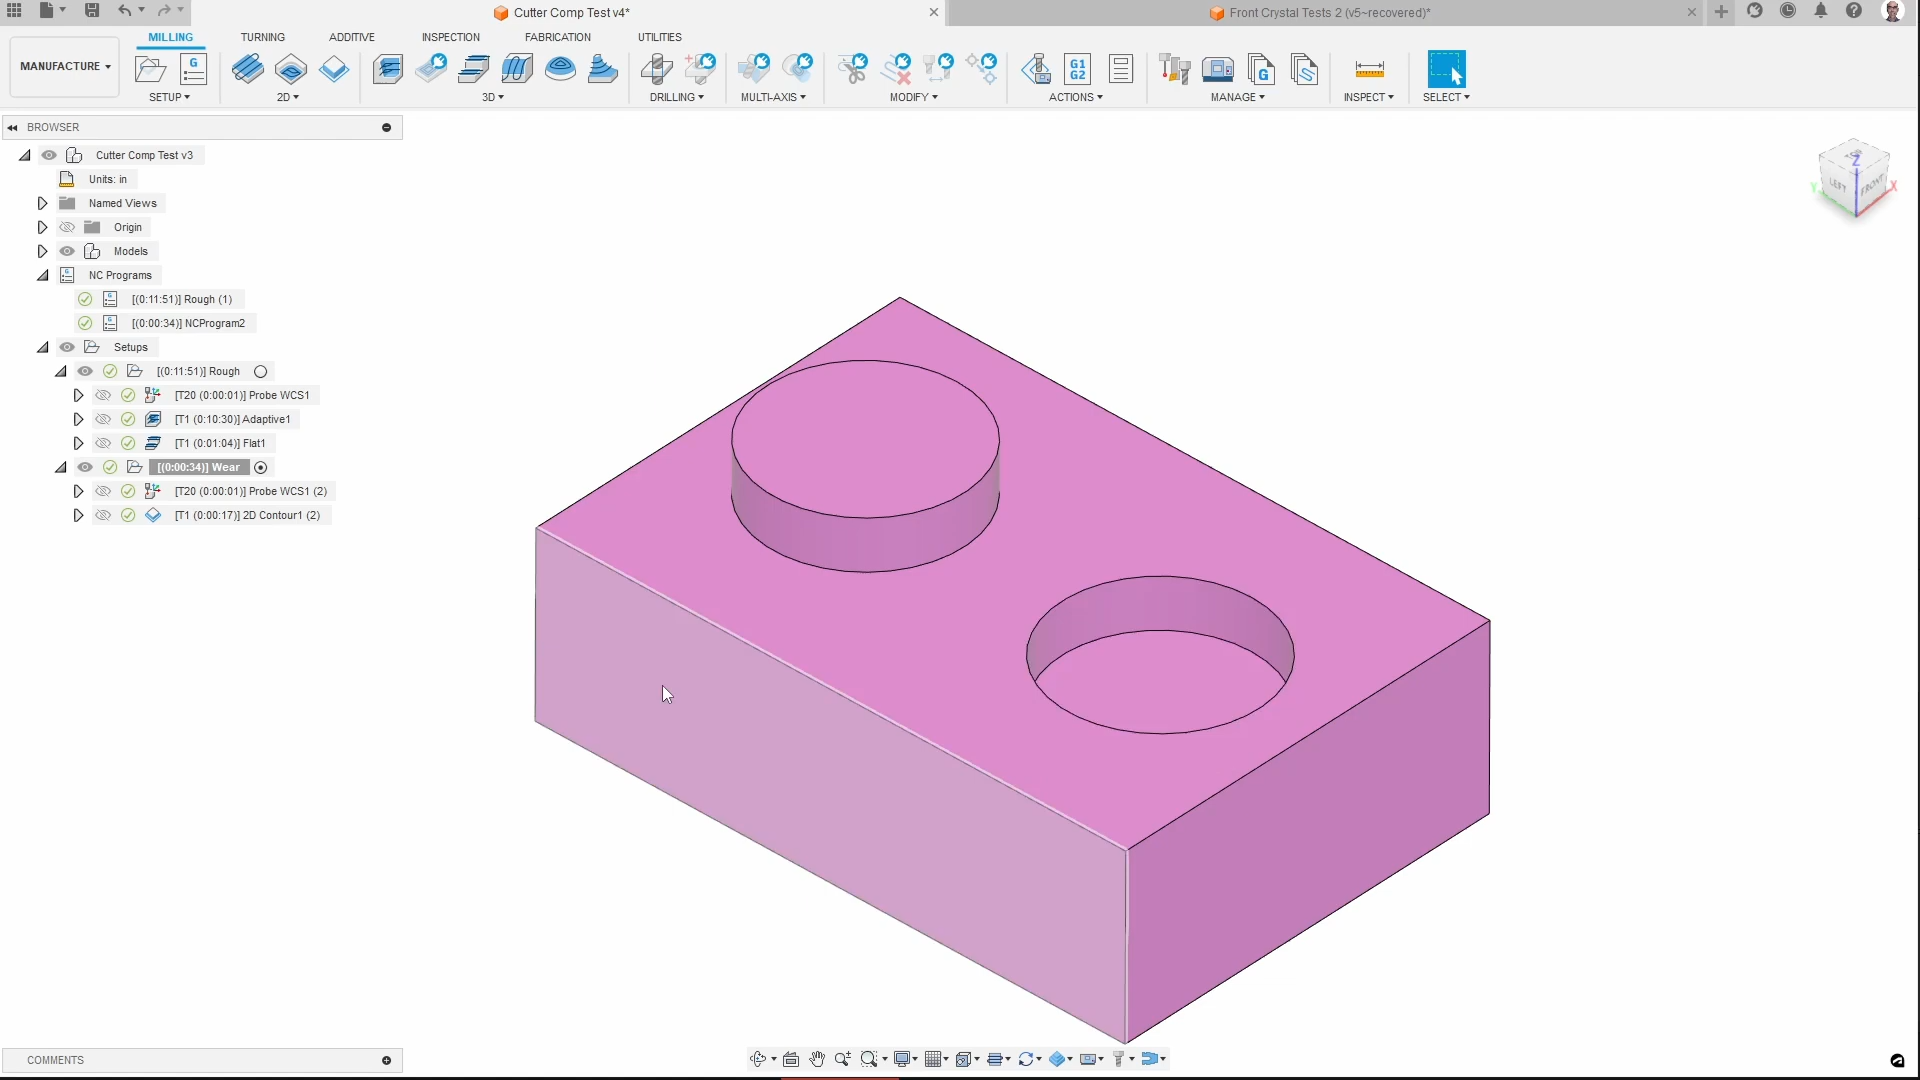 Cutter Comp Test v4*
Front Crystal Tests 2 (v5~recovered)*
MANUFACTURE
MILLING
TURNING
ADDITIVE
INSPECTION
FABRICATION
UTILITIES
G
G1
G2
G
S
SETUP
2D
3D
DRILLING
MULTI-AXIS
MODIFY
ACTIONS
MANAGE
INSPECT
SELECT
BROWSER
Cutter Comp Test v3
Units: in
Named Views
Origin
Models
NC Programs
[(0:11:51)] Rough (1)
[(0:00:34)] NCProgram2
Setups
[(0:11:51)] Rough
[T20 (0:00:01)] Probe WCS1
[T1 (0:10:30)] Adaptive1
[T1 (0:01:04)] Flat1
[(0:00:34)] Wear
[T20 (0:00:01)] Probe WCS1 (2)
[T1 (0:00:17)] 2D Contour1 (2)
Z
Y
X
LEFT
FRONT
COMMENTS